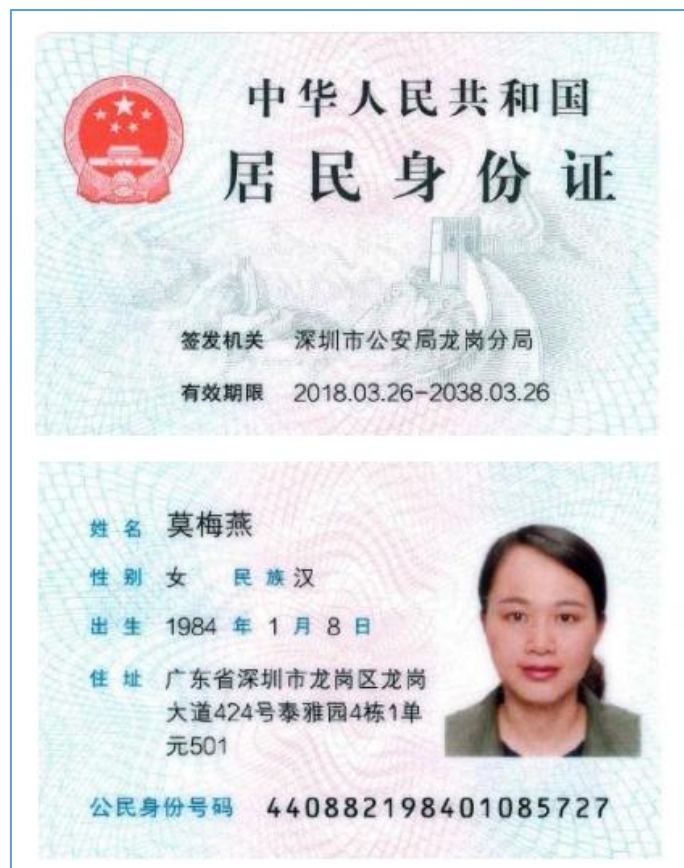 中华人民共和国
居民身份证
签发机关 深圳市公安局龙岗分局
有效期限 2018.03.26-2038.03.26
姓名 莫梅燕
性别 女 民族 汉
出生 1984 年 1 月 8 日
住址 广东省深圳市龙岗区龙岗
大道424号泰雅园4栋1单
元501
公民身份号码 440882198401085727